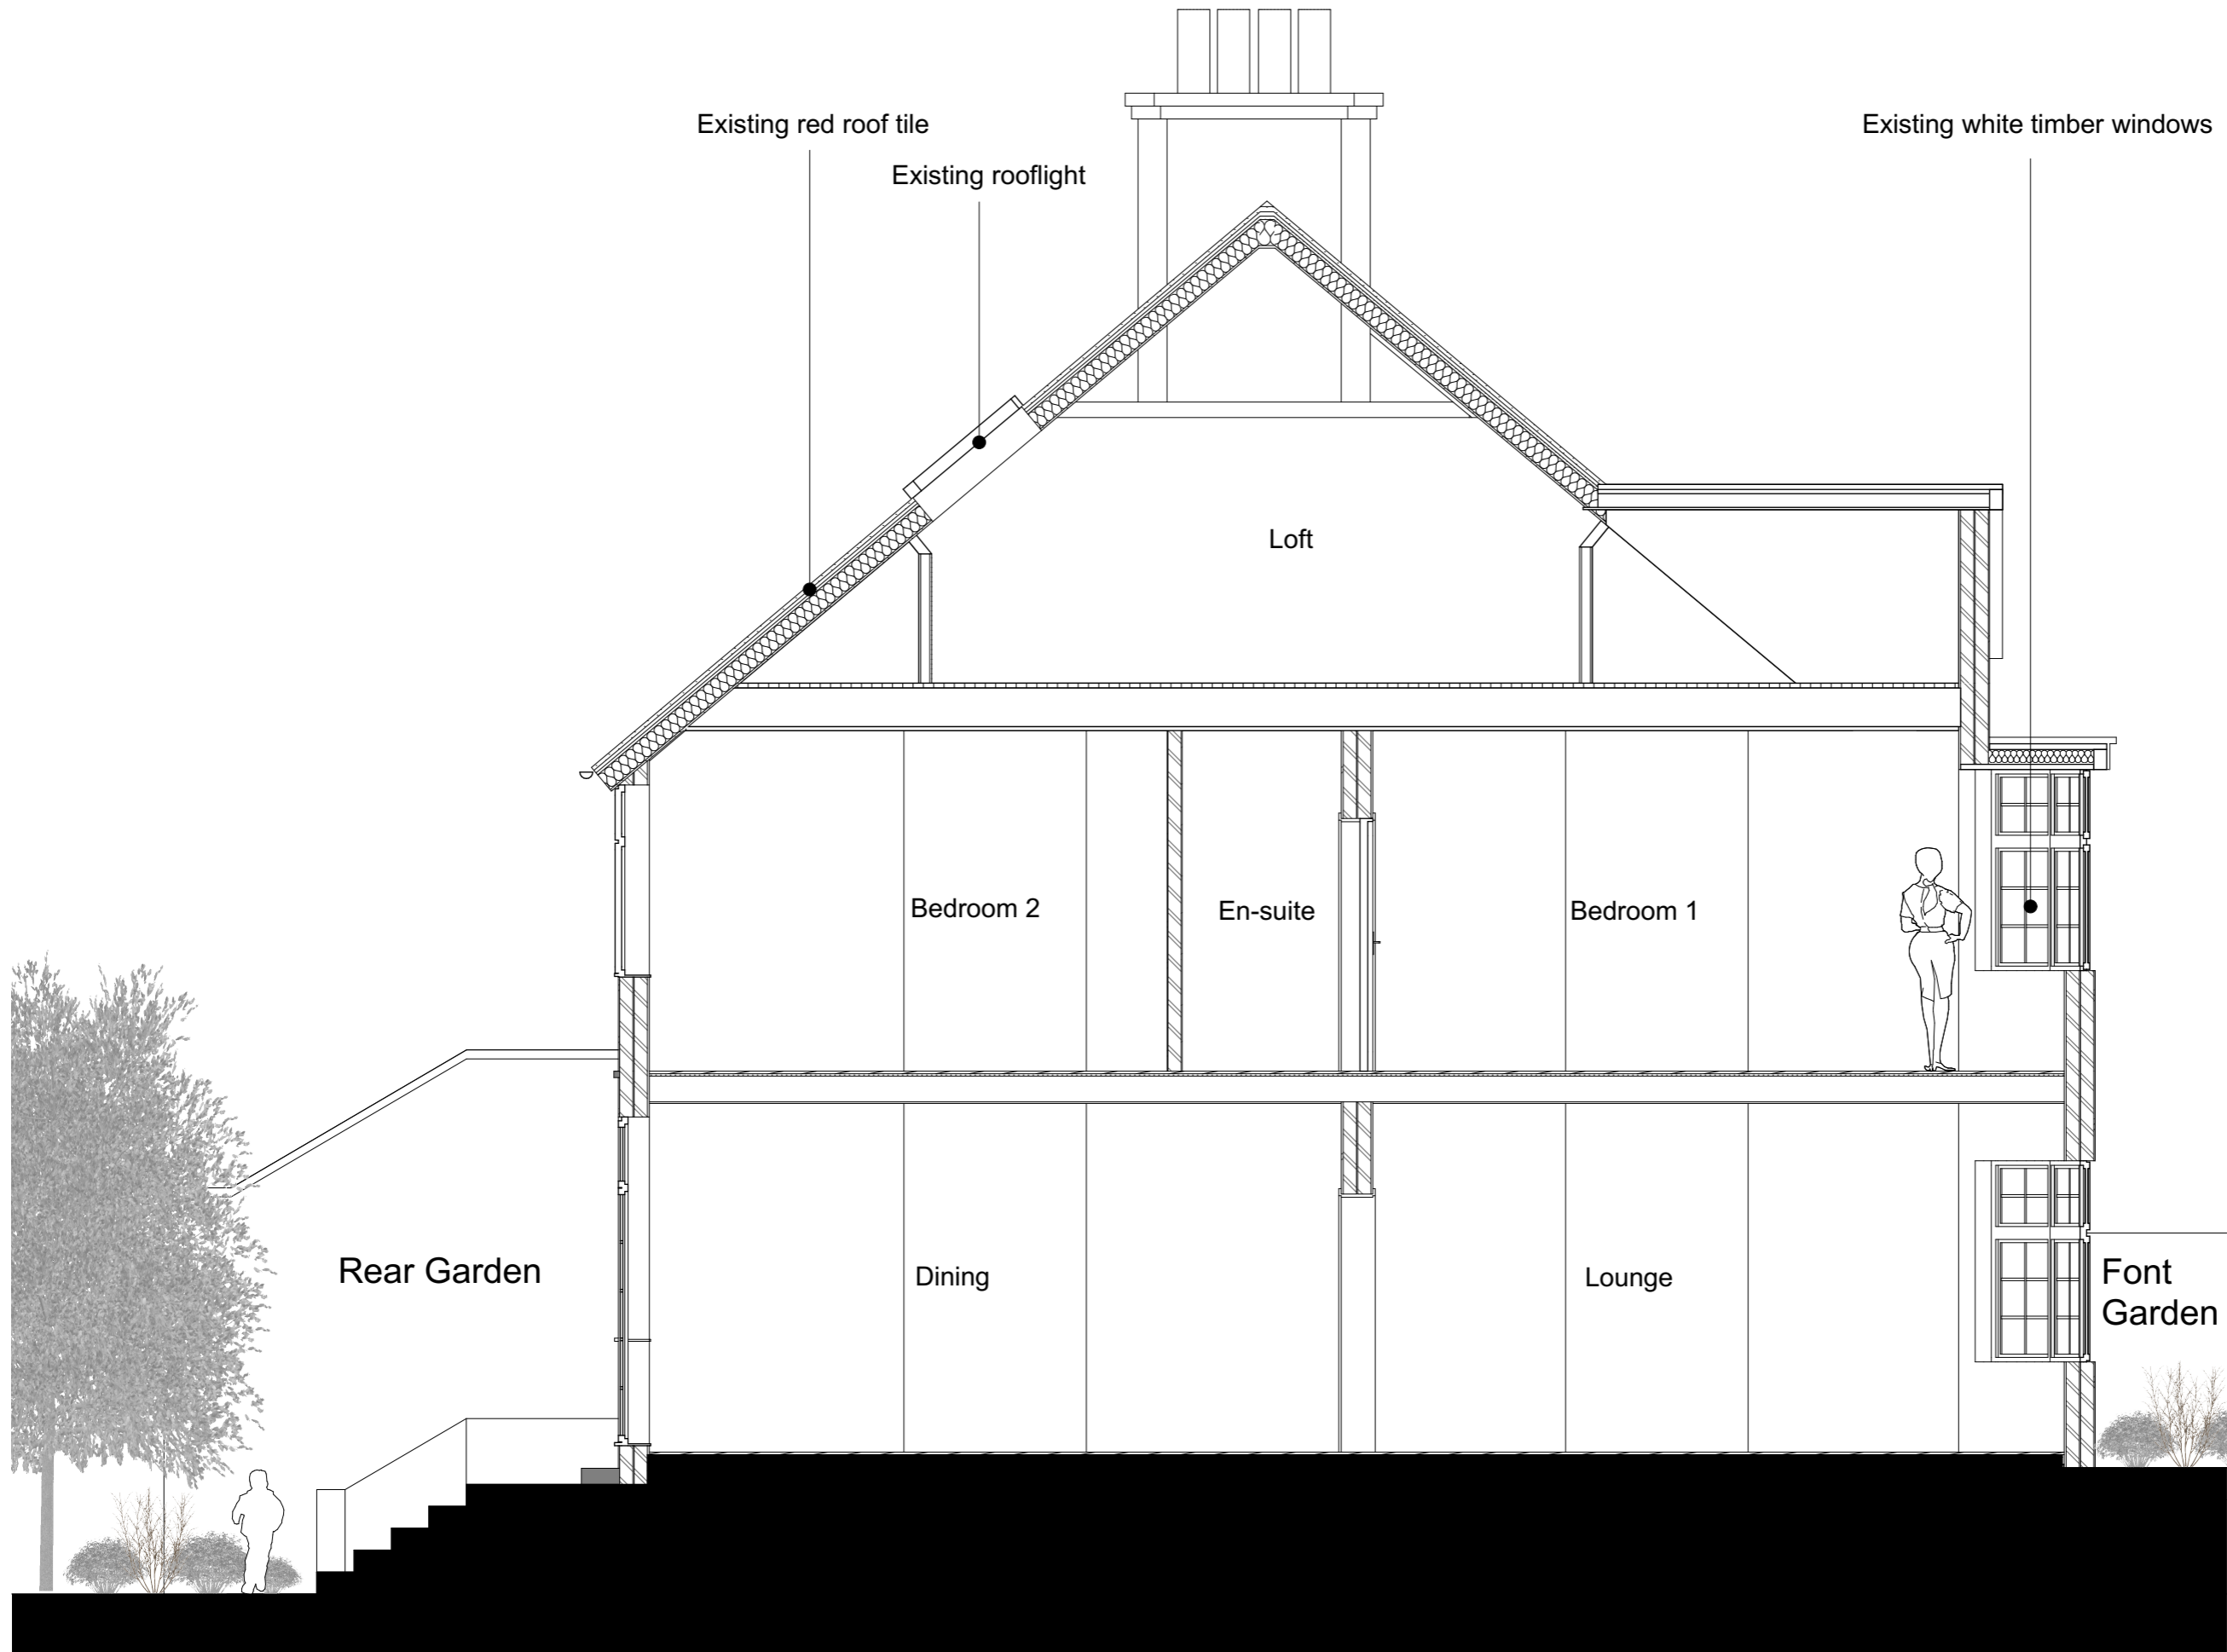 Existing red roof tile
Existing white timber windows
Existing rooflight
Loft
Bedroom 2
En-suite
Bedroom 1
Rear Garden
Dining
Lounge
Font
Garden